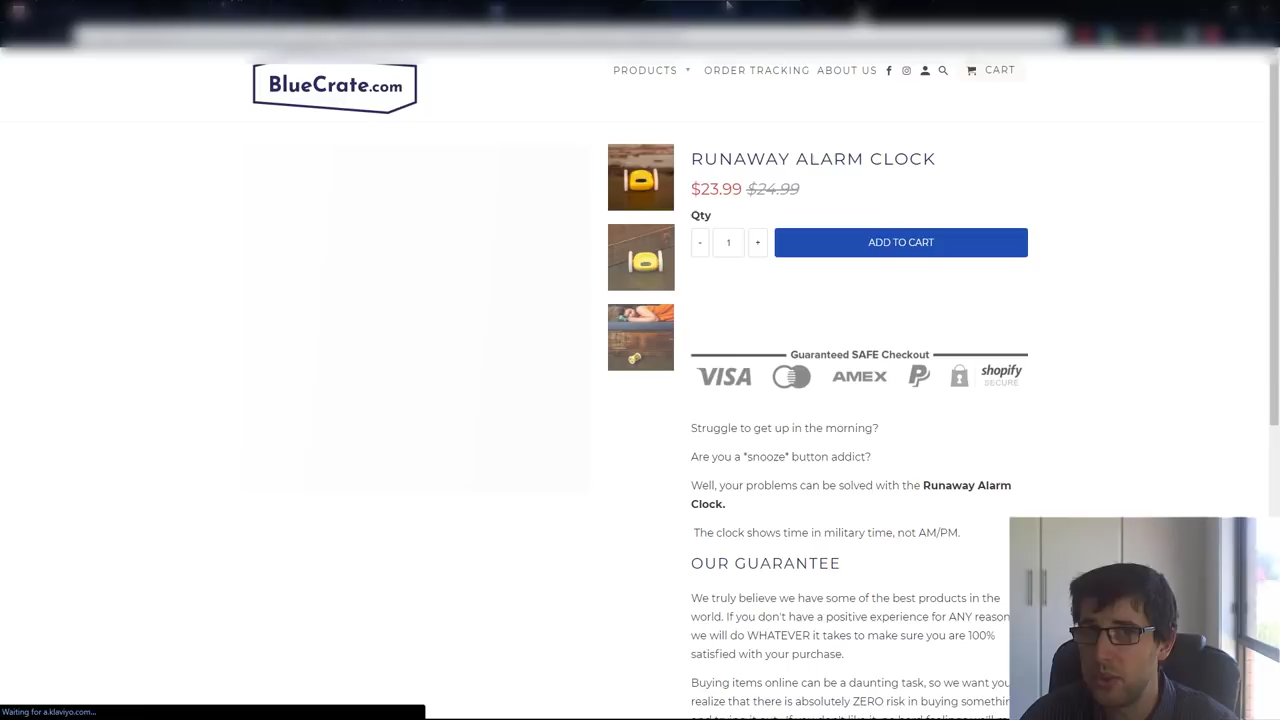 BlueCrate.com
PRODUCTS ▼ ORDER TRACKING ABOUT US CART
RUNAWAY ALARM CLOCK
$23.99 $24.99
Qty
- 1 + ADD TO CART
Guaranteed SAFE Checkout
VISA AMEX shopify
SECURE
Struggle to get up in the morning?
Are you a *snooze* button addict?
Well, your problems can be solved with the Runaway Alarm
Clock.
The clock shows time in military time, not AM/PM.
OUR GUARANTEE
We truly believe we have some of the best products in the
world. If you don't have a positive experience for ANY reason
we will do WHATEVER it takes to make sure you are 100%
satisfied with your purchase.
Buying items online can be a daunting task, so we want you
realize that there is absolutely ZERO risk in buying
Waiting for a.klaviyo.com...